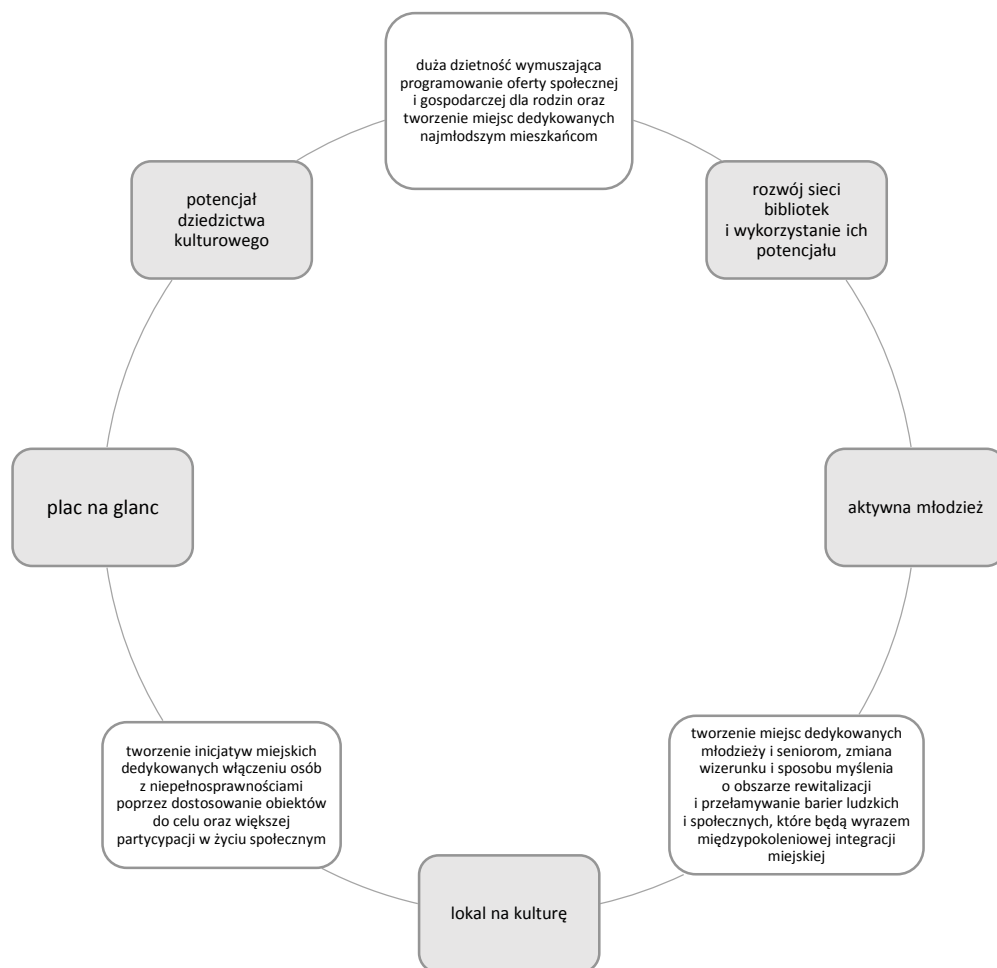 duża dzietność wymuszająca
programowanie oferty społecznej
i gospodarczej dla rodzin oraz
tworzenie miejsc dedykowanych
najmłodszym mieszkańcom
rozwój sieci
bibliotek
i wykorzystanie ich
potencjału
aktywna młodzież
tworzenie miejsc dedykowanych
młodzieży i seniorom, zmiana
wizerunku i sposobu myślenia
o obszarze rewitalizacji
i przełamywanie barier ludzkich
i społecznych, które będą wyrazem
międzypokoleniowej integracji
miejskiej
lokal na kulturę
tworzenie inicjatyw miejskich
dedykowanych włączeniu osób
z niepełnosprawnościami
poprzez dostosowanie obiektów
do celu oraz większej
partycypacji w życiu społecznym
plac na glanc
potencjał
dziedzictwa
kulturowego